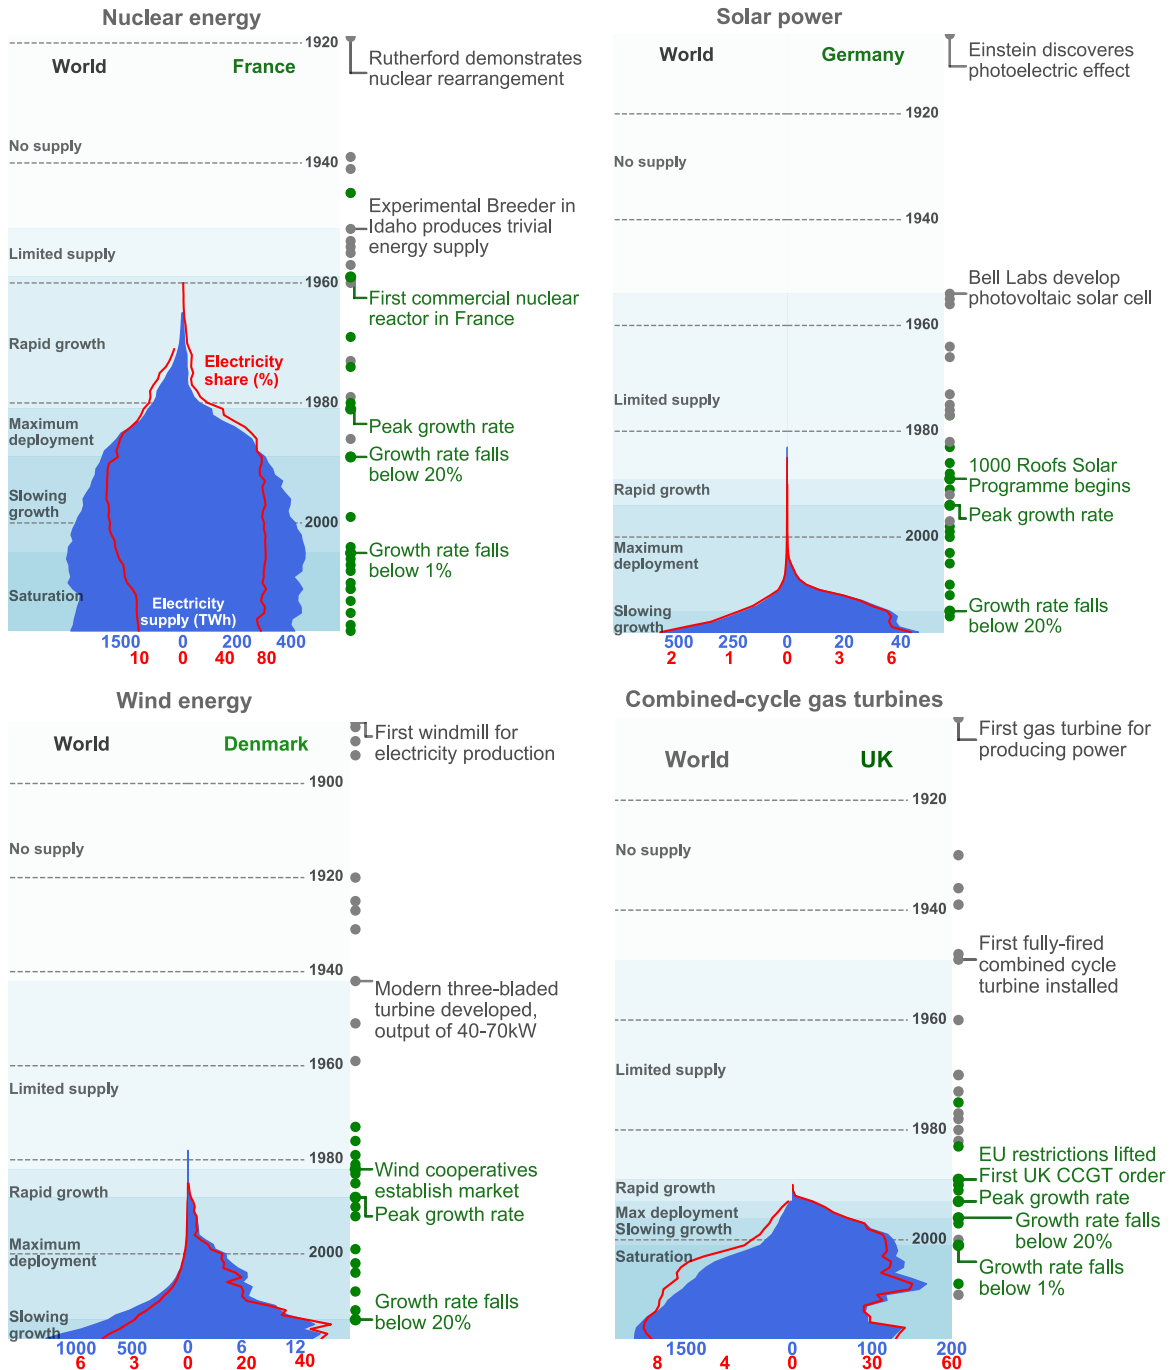 Nuclear energy
World
France
1920
Rutherford demonstrates
nuclear rearrangement
No supply
1940
Experimental Breeder in
Idaho produces trivial
energy supply
Limited supply
1960
First commercial nuclear
reactor in France
Rapid growth
Electricity
share (%)
1980
Maximum
deployment
Peak growth rate
Growth rate falls
below 20%
Slowing
growth
2000
Growth rate falls
below 1%
Saturation
Electricity
supply (TWh)
1500 0 200 400
10 0 40 80
Solar power
World
Germany
Einstein discoveres
photoelectric effect
1920
No supply
1940
Bell Labs develop
photovoltaic solar cell
1960
Limited supply
1980
1000 Roofs Solar
Programme begins
Rapid growth
Peak growth rate
2000
Maximum
deployment
Slowing
growth
Growth rate falls
below 20%
500 250 0 20 40
2 1 0 3 6
Wind energy
World
Denmark
First windmill for
electricity production
1900
No supply
1920
1940
Modern three-bladed
turbine developed,
output of 40-70kW
1960
Limited supply
1980
Wind cooperatives
establish market
Rapid growth
Peak growth rate
Maximum
deployment
2000
Slowing
growth
Growth rate falls
below 20%
1000 500 0 6 12
6 3 0 20 40
Combined-cycle gas turbines
World
UK
First gas turbine for
producing power
1920
No supply
1940
First fully-fired
combined cycle
turbine installed
1960
Limited supply
1980
EU restrictions lifted
First UK CCGT order
Rapid growth
Peak growth rate
Max deployment
Slowing growth
Growth rate falls
below 20%
2000
Saturation
Growth rate falls
below 1%
1500 0 100 200
8 4 0 30 60